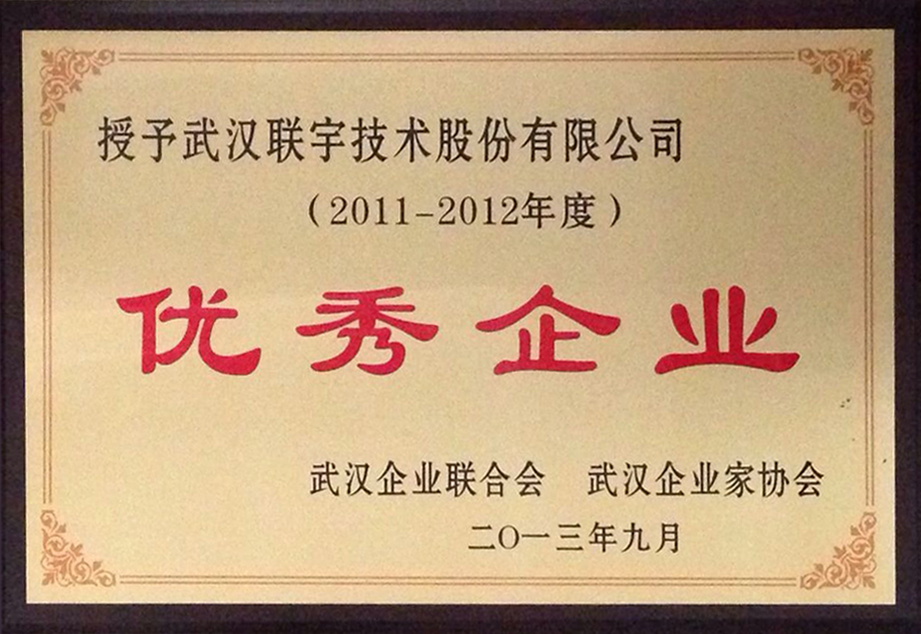 授予武汉联宇技术股份有限公司
（2011-2012年度）
优秀企业
武汉企业联合会 武汉企业家协会
二〇一三年九月